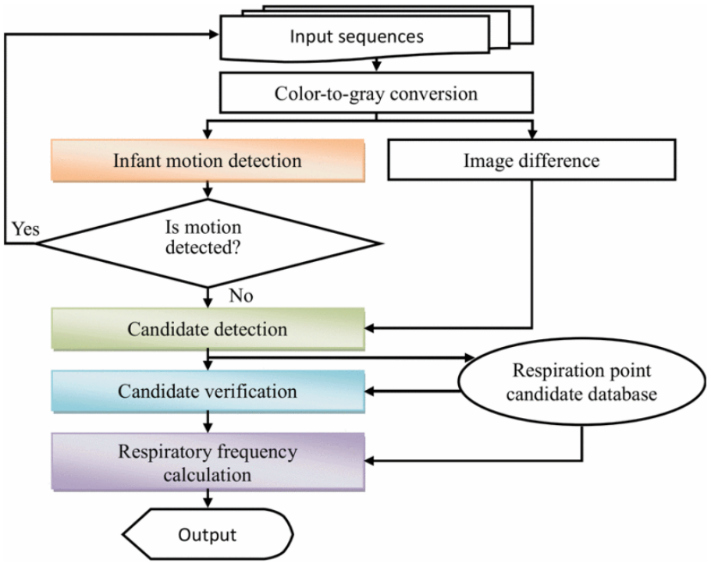 Input sequences
Color-to-gray conversion
Infant motion detection
Image difference
Yes
Is motion
detected?
No
Candidate detection
Respiration point
candidate database
Candidate verification
Respiratory frequency
calculation
Output